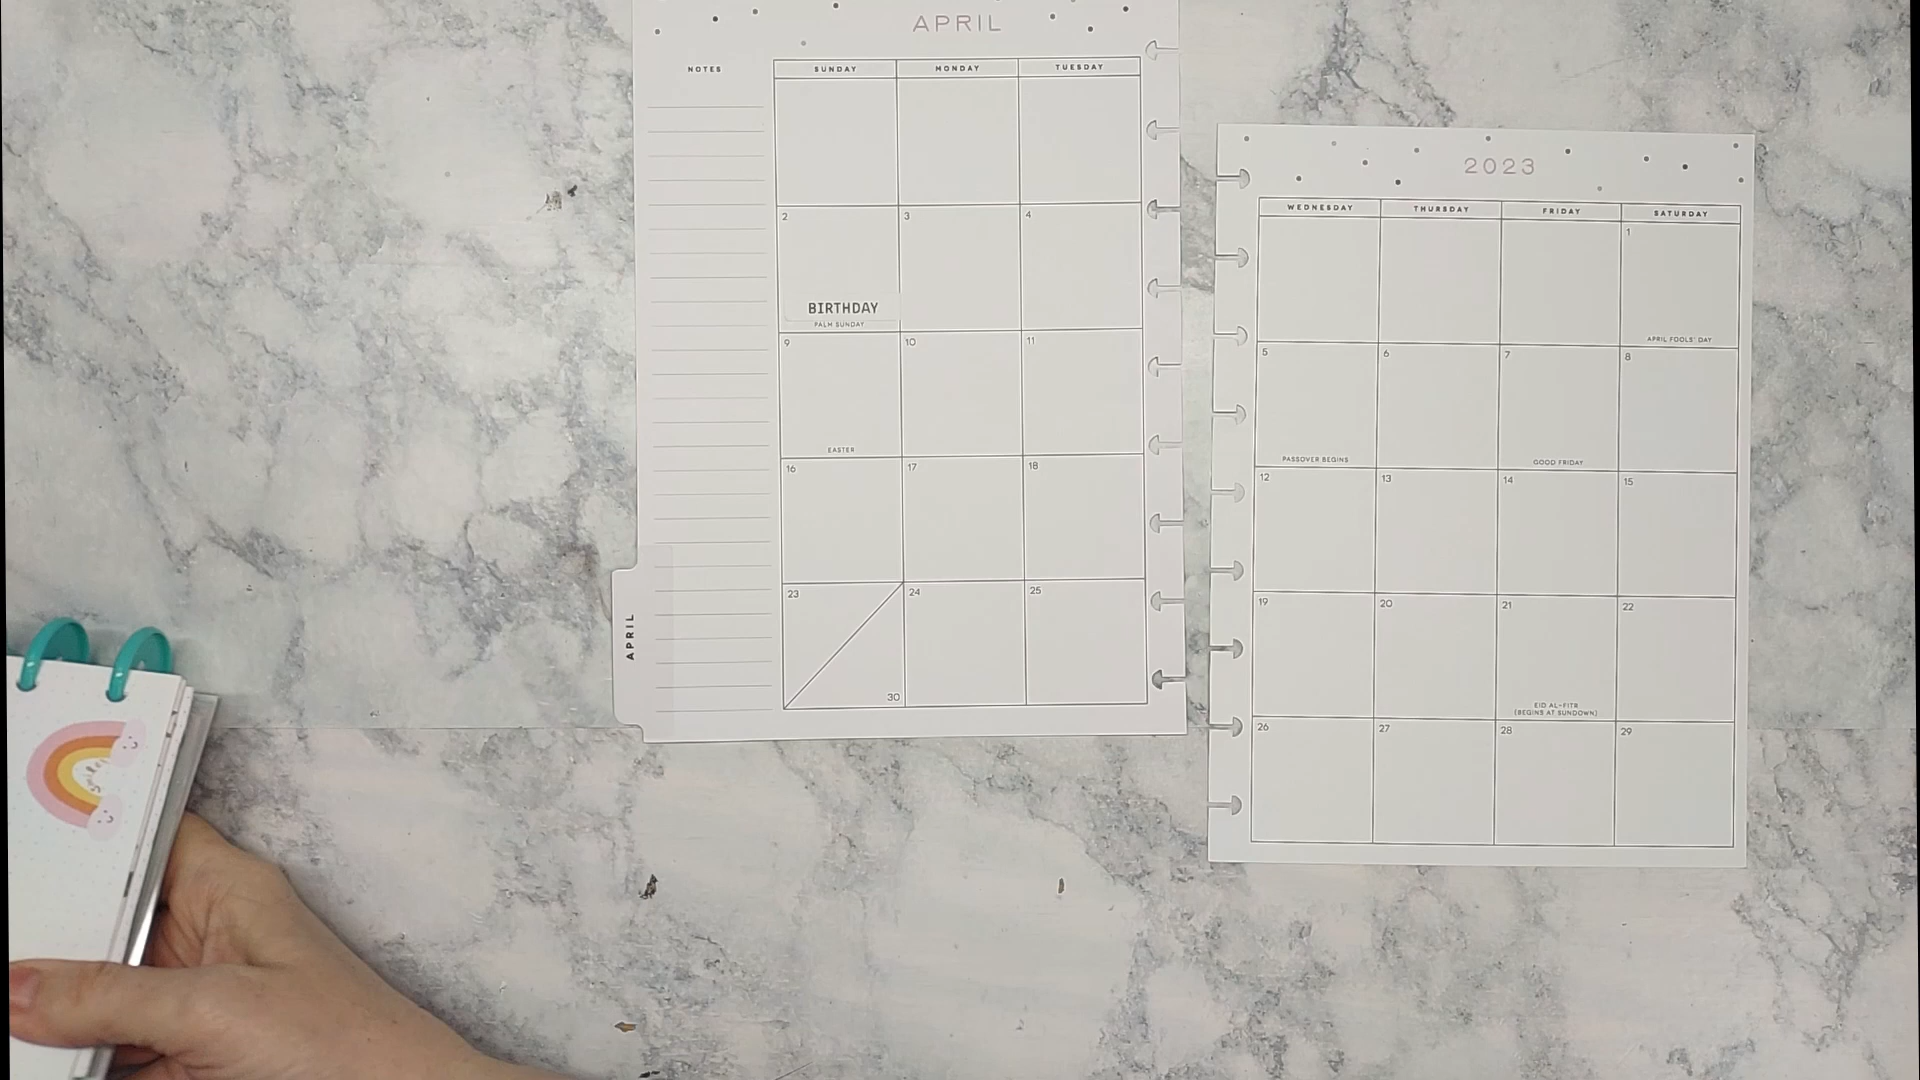 APRIL
NOTES
SUNDAY MONDAY TUESDAY
2 3 4
BIRTHDAY
PALM SUNDAY
9 10 11
EASTER
16 17 18
23 24 25
30
APRIL
2023
WEDNESDAY THURSDAY FRIDAY SATURDAY
1
APRIL FOOLS' DAY
5 6 7 8
PASSOVER BEGINS GOOD FRIDAY
12 13 14 15
19 20 21 22
EID AL-FITR
(BEGINS AT SUNDOWN)
26 27 28 29